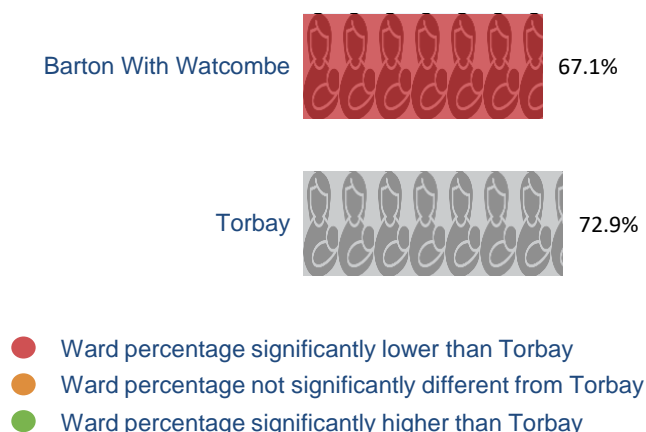 Barton With Watcombe 67.1%
Torbay 72.9%
Ward percentage significantly lower than Torbay
Ward percentage not significantly different from Torbay
Ward percentage significantly higher than Torbay